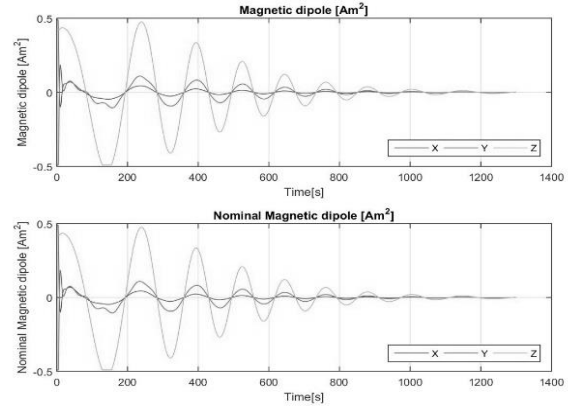 Magnetic dipole [Am²]
Magnetic dipole [Am²]
0.5
0
-0.5
X Y Z
0 200 400 600 800 1000 1200 1400
Time[s]
Nominal Magnetic dipole [Am²]
Nominal Magnetic dipole [Am²]
0.5
0
-0.5
X Y Z
0 200 400 600 800 1000 1200 1400
Time[s]